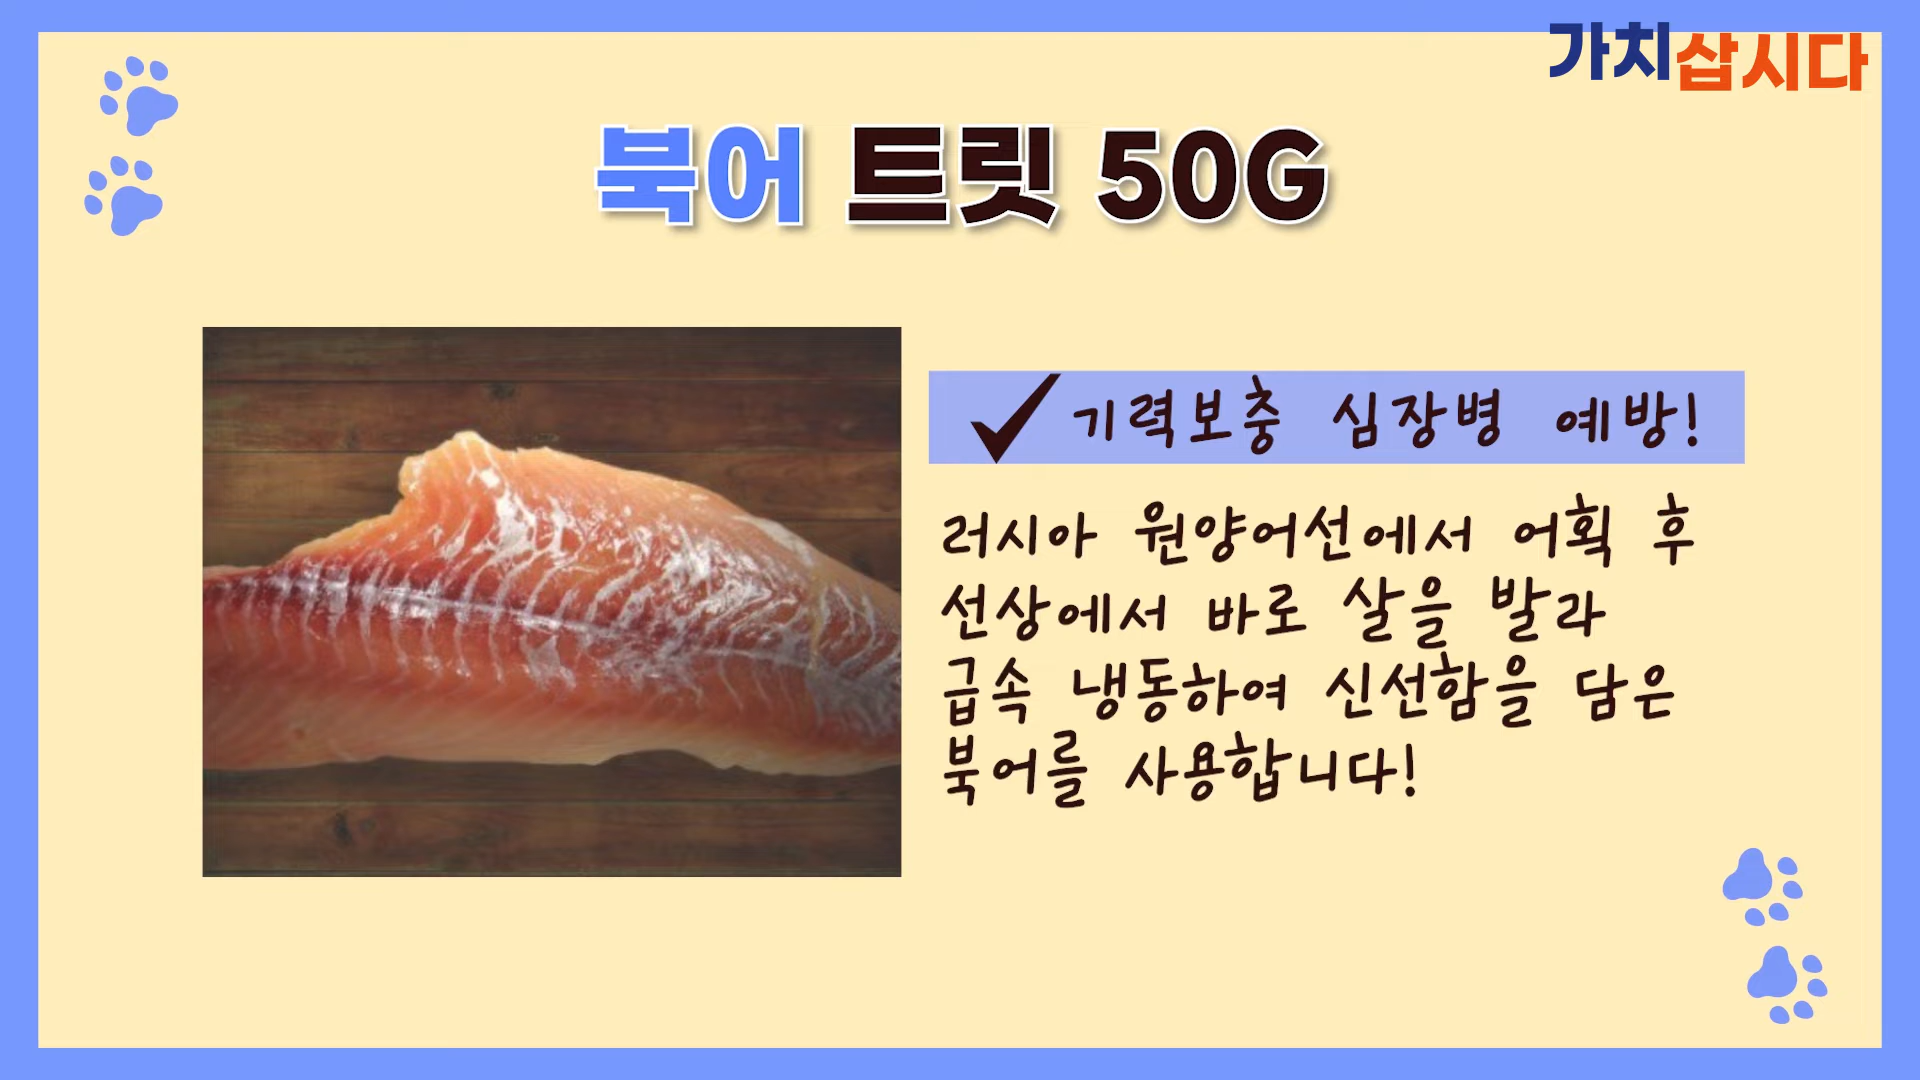 가치삽시다
북어 트릿 50G
기력보충 심장병 예방!
러시아 원양어선에서 어획 후
선상에서 바로 살을 발라
급속 냉동하여 신선함을 담은
북어를 사용합니다!